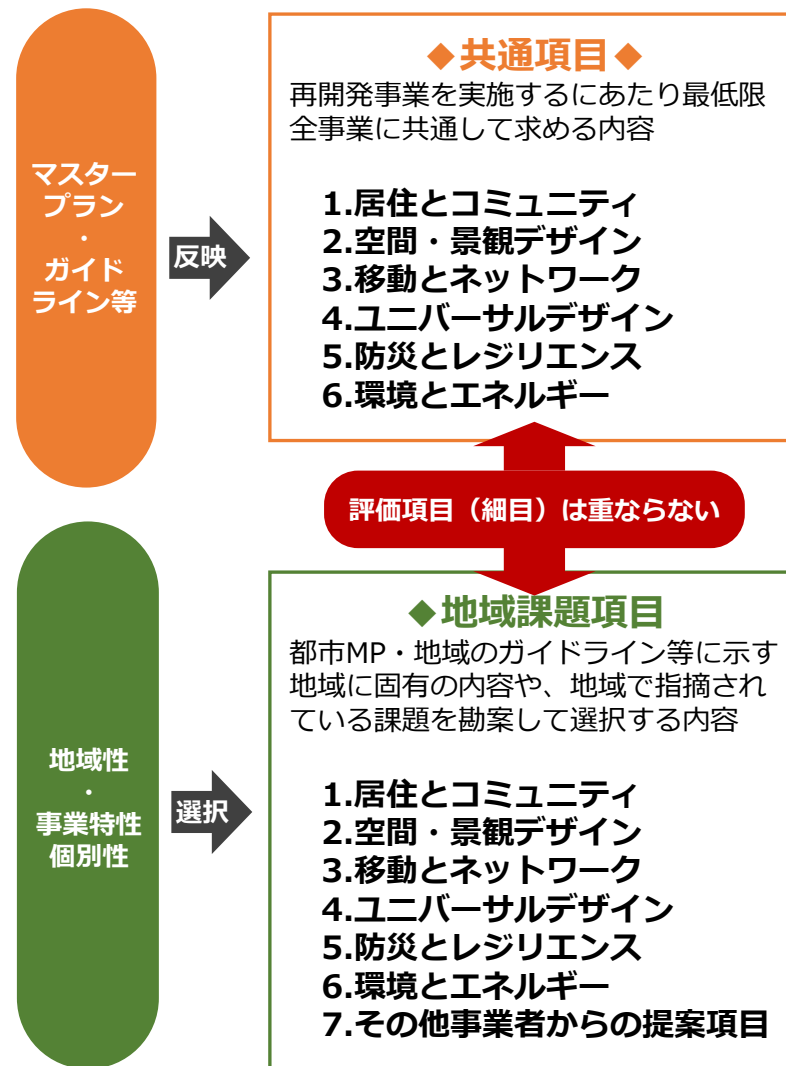 マスター
プラン
・
ガイド
ライン等
反映
◆共通項目◆
再開発事業を実施するにあたり最低限
全事業に共通して求める内容
1.居住とコミュニティ
2.空間・景観デザイン
3.移動とネットワーク
4.ユニバーサルデザイン
5.防災とレジリエンス
6.環境とエネルギー
評価項目（細目）は重ならない
地域性
・
事業特性
個別性
選択
◆地域課題項目
都市MP・地域のガイドライン等に示す
地域に固有の内容や、地域で指摘され
ている課題を勘案して選択する内容
1.居住とコミュニティ
2.空間・景観デザイン
3.移動とネットワーク
4.ユニバーサルデザイン
5.防災とレジリエンス
6.環境とエネルギー
7.その他事業者からの提案項目